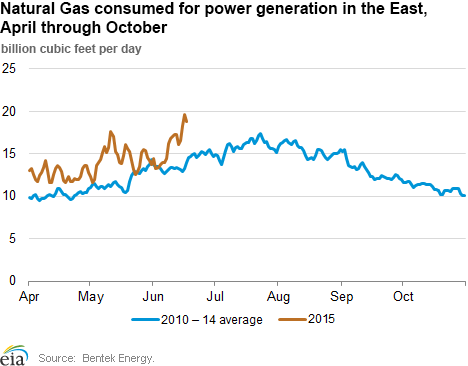 Natural Gas consumed for power generation in the East,
April through October
billion cubic feet per day
25
20
15
10
5
0
Apr May Jun Jul Aug Sep Oct
2010 – 14 average 2015
eia Source: Bentek Energy.